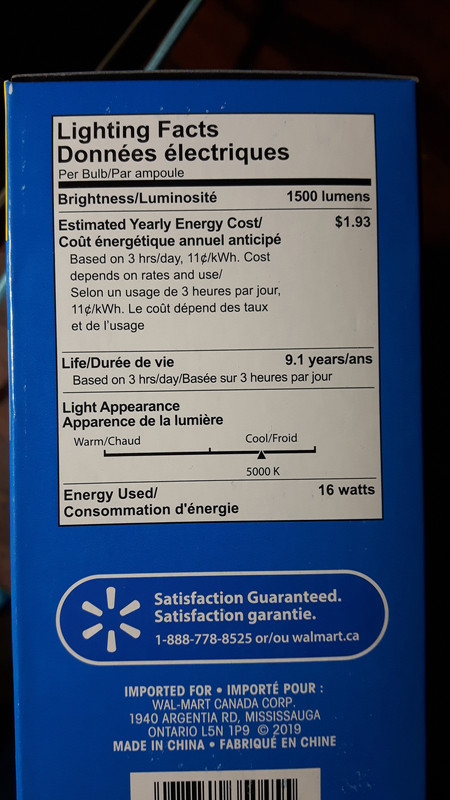 Lighting Facts
Données électriques
Per Bulb/Par ampoule
Brightness/Luminosité 1500 lumens
Estimated Yearly Energy Cost/ $1.93
Coût énergétique annuel anticipé
Based on 3 hrs/day, 11¢/kWh. Cost
depends on rates and use/
Selon un usage de 3 heures par jour,
11¢/kWh. Le coût dépend des taux
et de l'usage
Life/Durée de vie 9.1 years/ans
Based on 3 hrs/day/Basée sur 3 heures par jour
Light Appearance
Apparence de la lumière
Warm/Chaud Cool/Froid
5000 K
Energy Used/ 16 watts
Consommation d'énergie
Satisfaction Guaranteed.
Satisfaction garantie.
1-888-778-8525 or/ou walmart.ca
IMPORTED FOR • IMPORTÉ POUR :
WAL-MART CANADA CORP.
1940 ARGENTIA RD, MISSISSAUGA
ONTARIO L5N 1P9 © 2019
MADE IN CHINA • FABRIQUÉ EN CHINE